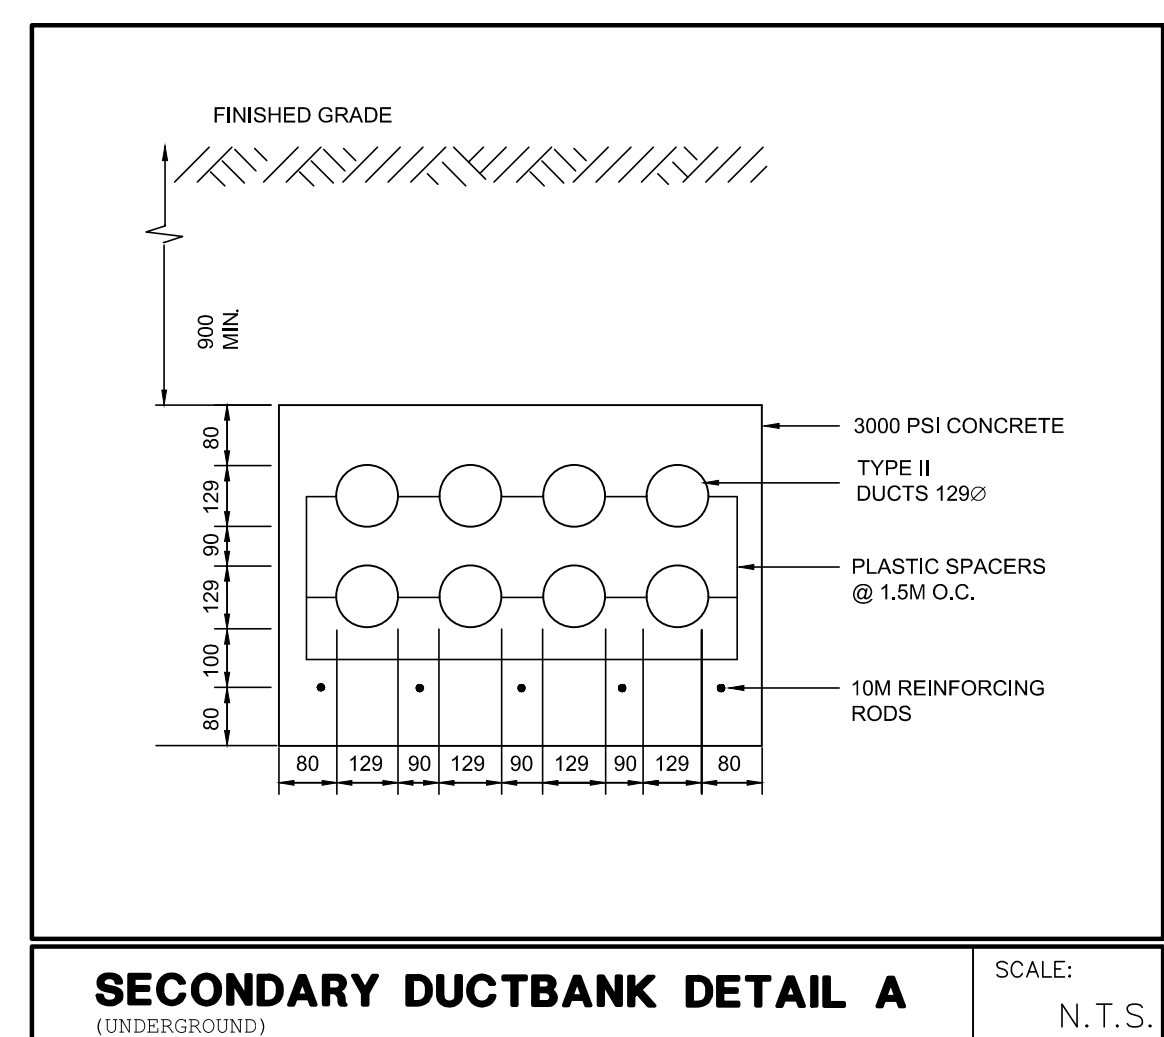 FINISHED GRADE
900
MIN.
80
129
90
129
100
80
3000 PSI CONCRETE
TYPE II
DUCTS 129∅
PLASTIC SPACERS
@ 1.5M O.C.
10M REINFORCING
RODS
80 129 90 129 90 129 90 129 80
SECONDARY DUCTBANK DETAIL A
(UNDERGROUND)
SCALE:
N.T.S.